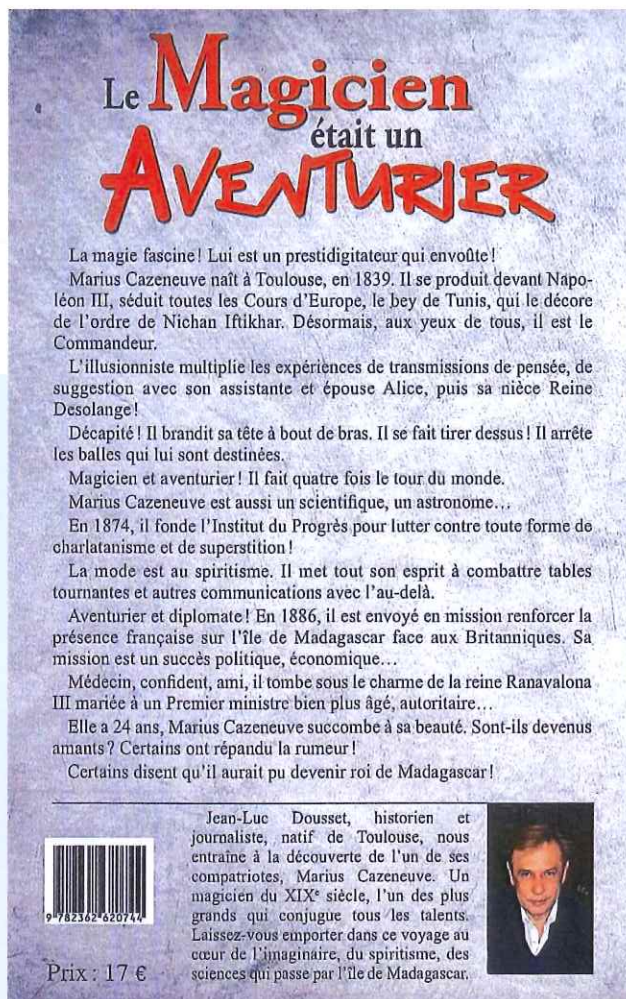 Le Magicien
était un
AVENTURIER
La magie fascine! Lui est un prestidigitateur qui envoûte!
Marius Cazeneuve naît à Toulouse, en 1839. Il se produit devant Napo-
léon III, séduit toutes les Cours d'Europe, le bey de Tunis, qui le décore
de l'ordre de Nichan Iftikhar. Désormais, aux yeux de tous, il est le
Commandeur.
L'illusionniste multiplie les expériences de transmissions de pensée, de
suggestion avec son assistante et épouse Alice, puis sa nièce Reine
Desolange!
Décapité! Il brandit sa tête à bout de bras. Il se fait tirer dessus! Il arrête
les balles qui lui sont destinées.
Magicien et aventurier! Il fait quatre fois le tour du monde.
Marius Cazeneuve est aussi un scientifique, un astronome...
En 1874, il fonde l'Institut du Progrès pour lutter contre toute forme de
charlatanisme et de superstition!
La mode est au spiritisme. Il met tout son esprit à combattre tables
tournantes et autres communications avec l'au-delà.
Aventurier et diplomate! En 1886, il est envoyé en mission renforcer la
présence française sur l'île de Madagascar face aux Britanniques. Sa
mission est un succès politique, économique...
Médecin, confident, ami, il tombe sous le charme de la reine Ranavalona
III mariée à un Premier ministre bien plus âgé, autoritaire...
Elle a 24 ans, Marius Cazeneuve succombe à sa beauté. Sont-ils devenus
amants? Certains ont répandu la rumeur!
Certains disent qu'il aurait pu devenir roi de Madagascar!
Jean-Luc Dousset, historien et
journaliste, natif de Toulouse, nous
entraîne à la découverte de l'un de ses
compatriotes, Marius Cazeneuve. Un
magicien du XIXe siècle, l'un des plus
grands qui conjugue tous les talents.
Laissez-vous emporter dans ce voyage au
cœur de l'imaginaire, du spiritisme, des
sciences qui passe par l'île de Madagascar.
9 782362 620744
Prix : 17 €